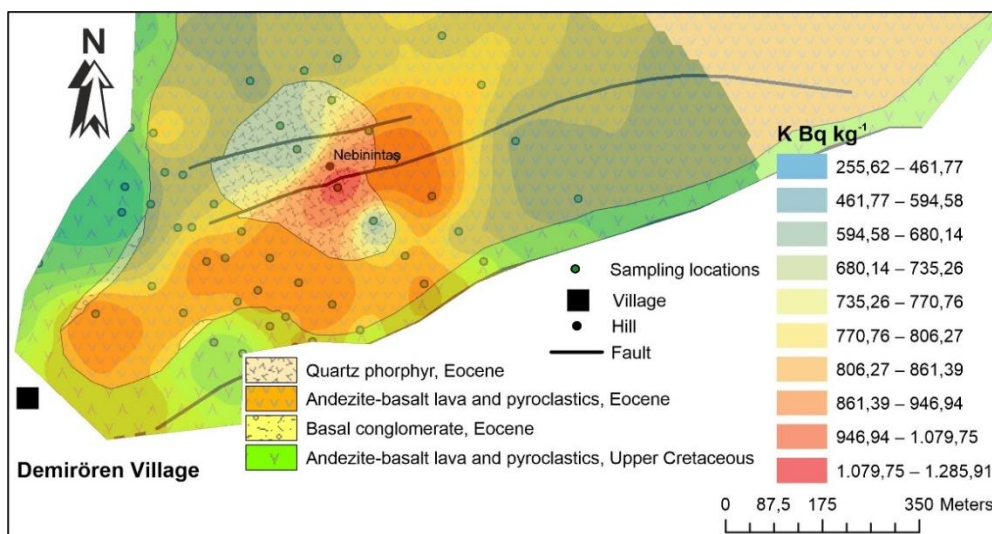 N
Nebinintaş
K Bq kg⁻¹
255,62 – 461,77
461,77 – 594,58
594,58 – 680,14
680,14 – 735,26
735,26 – 770,76
770,76 – 806,27
806,27 – 861,39
861,39 – 946,94
946,94 – 1.079,75
1.079,75 – 1.285,91
Sampling locations
Village
Hill
Fault
Quartz phorphyr, Eocene
Andezite-basalt lava and pyroclastics, Eocene
Basal conglomerate, Eocene
Andezite-basalt lava and pyroclastics, Upper Cretaceous
Demirören Village
0 87,5 175 350 Meters